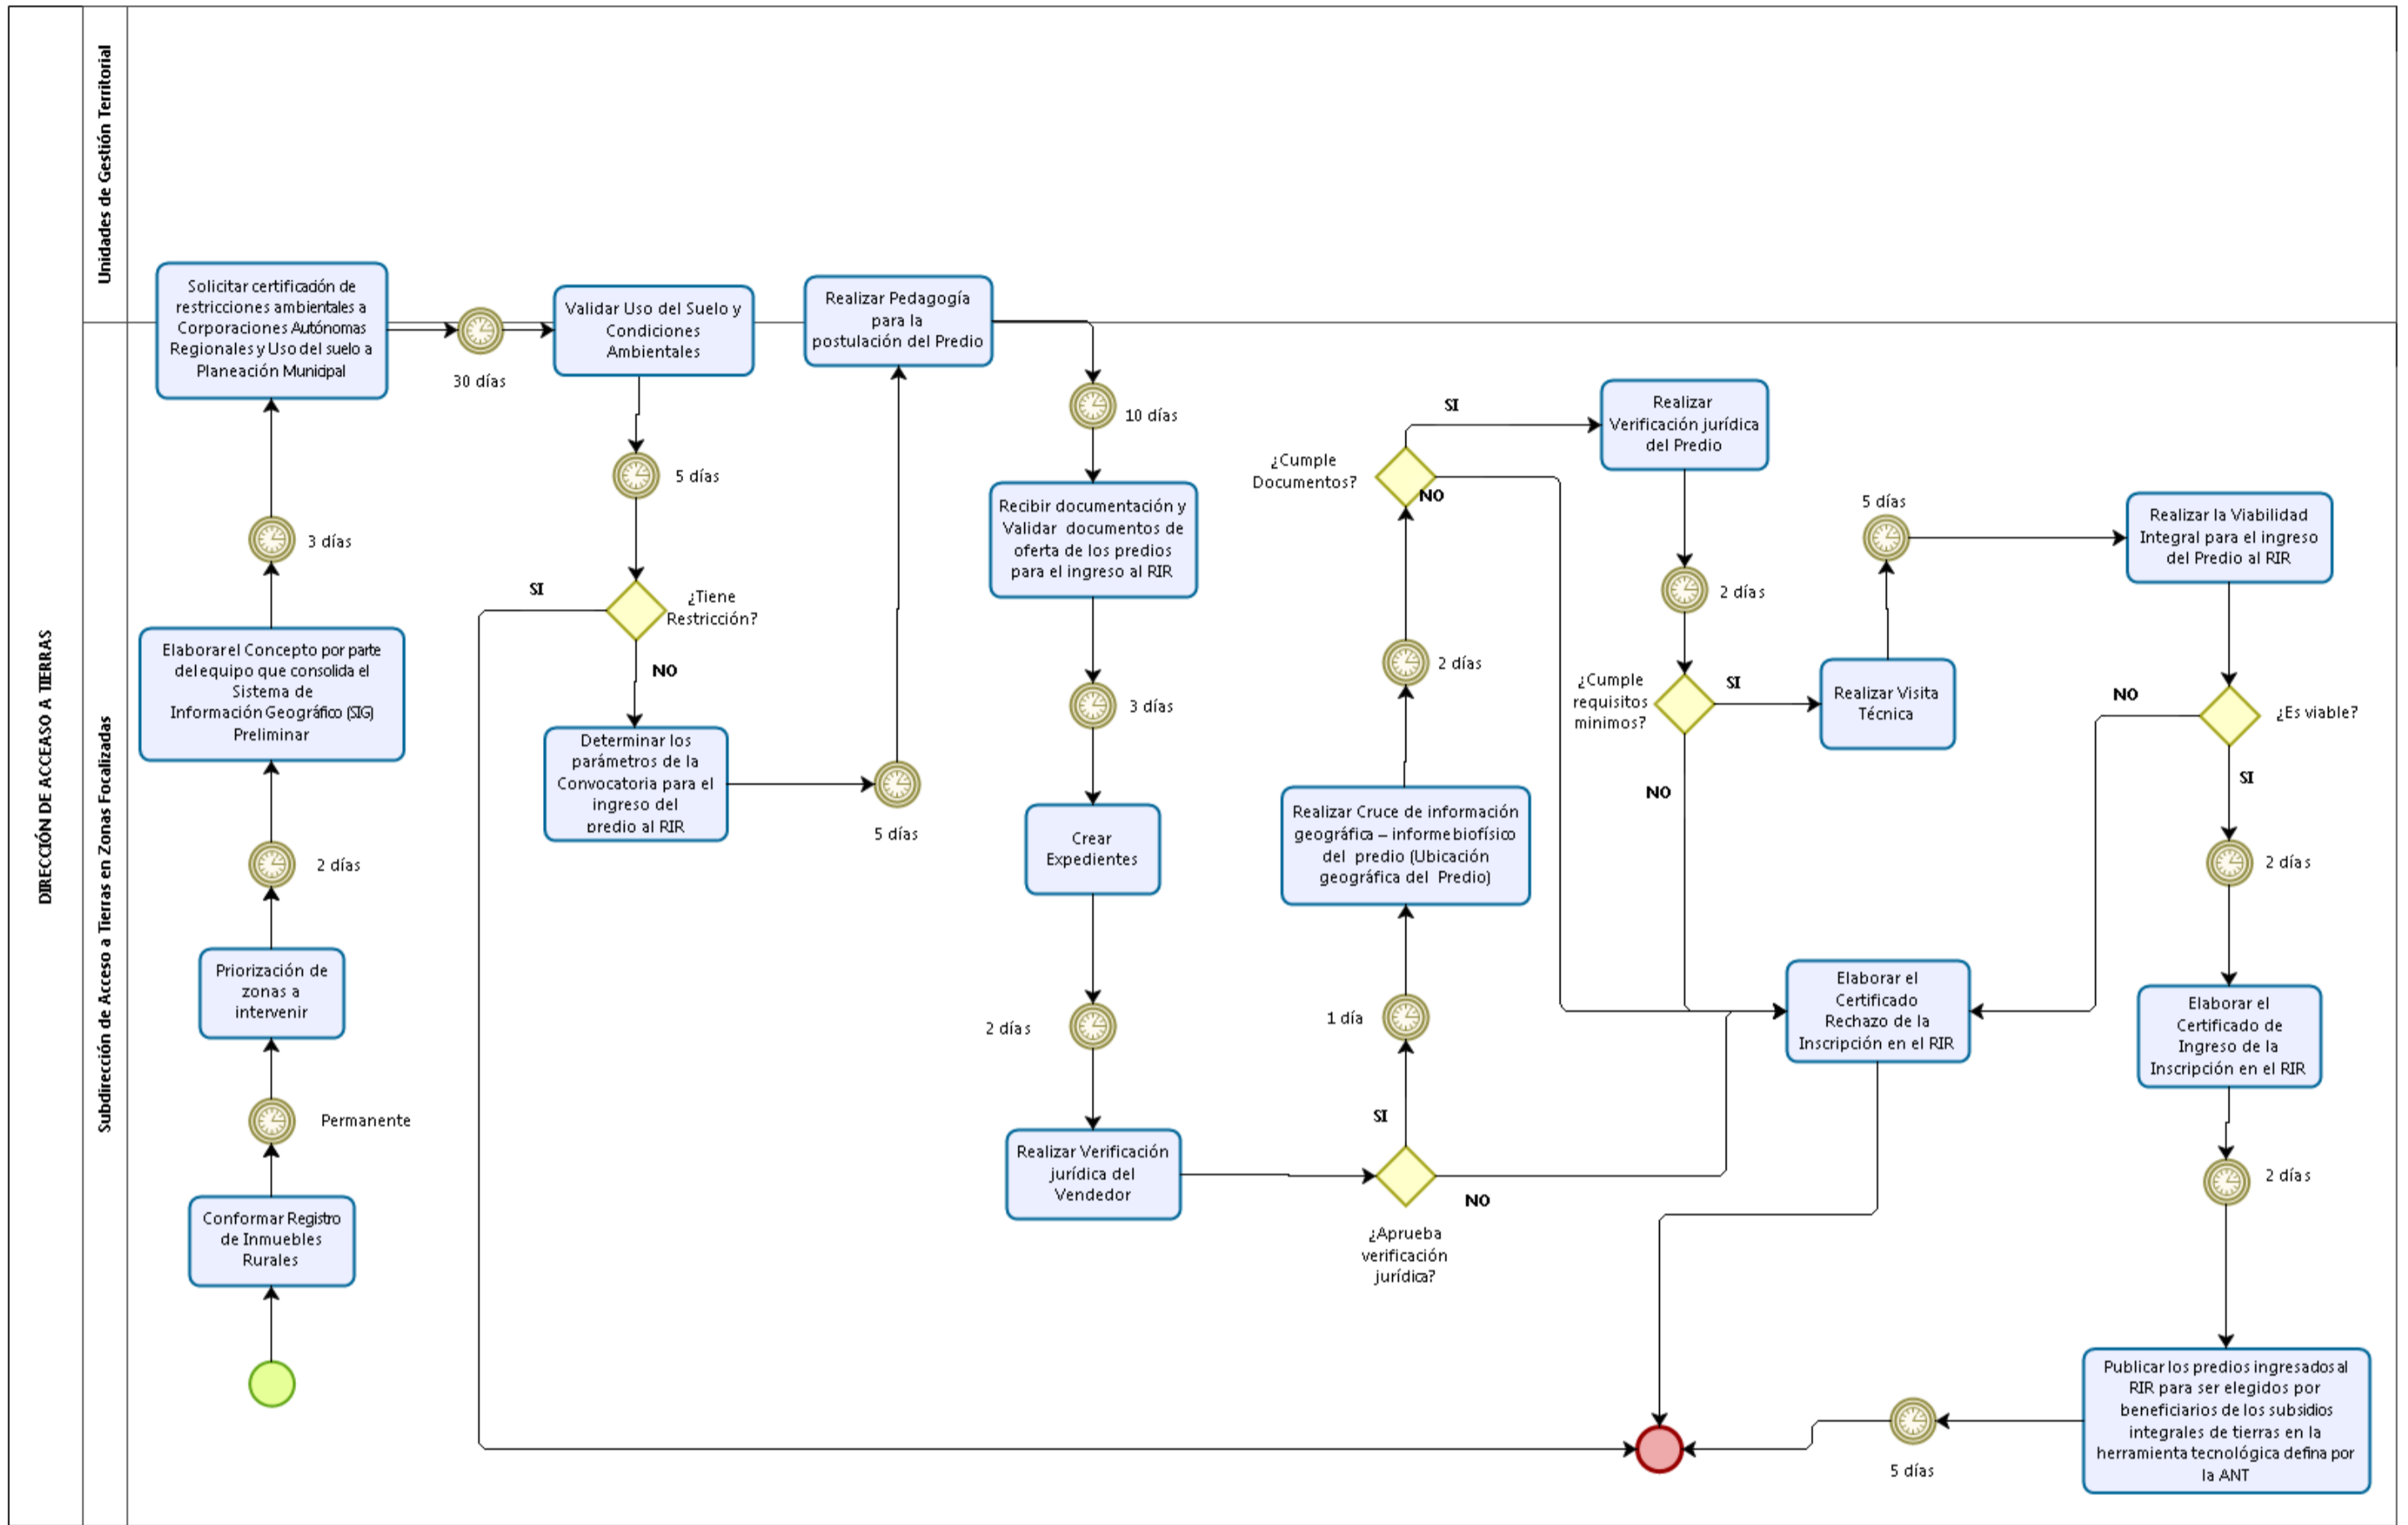 DIRECCIÓN DE ACCEASO A TIERRAS
Unidades de Gestión Territorial
Subdirección de Acceso a Tierras en Zonas Focalizadas
Solicitar certificación de
restricciones ambientales a
Corporaciones Autónomas
Regionales y Uso del suelo a
Planeación Municipal
30 días
3 días
Elaborar el Concepto por parte
del equipo que consolida el
Sistema de
Información Geográfico (SIG)
Preliminar
2 días
Priorización de
zonas a
intervenir
Permanente
Conformar Registro
de Inmuebles
Rurales
Validar Uso del Suelo y
Condiciones
Ambientales
5 días
¿Tiene
Restricción?
SI
NO
Determinar los
parámetros de la
Convocatoria para el
ingreso del
predio al RIR
5 días
Realizar Pedagogía
para la
postulación del Predio
10 días
Recibir documentación y
Validar documentos de
oferta de los predios
para el ingreso al RIR
3 días
Crear
Expedientes
2 días
Realizar Verificación
jurídica del
Vendedor
¿Aprueba
verificación
jurídica?
SI
NO
1 día
Realizar Cruce de información
geográfica – informe biofísico
del predio (Ubicación
geográfica del Predio)
2 días
¿Cumple
Documentos?
SI
NO
Realizar
Verificación jurídica
del Predio
2 días
¿Cumple
requisitos
minimos?
SI
NO
Realizar Visita
Técnica
5 días
Realizar la Viabilidad
Integral para el ingreso
del Predio al RIR
¿Es viable?
NO
SI
2 días
Elaborar el
Certificado
Rechazo de la
Inscripción en el RIR
Elaborar el
Certificado de
Ingreso de la
Inscripción en el RIR
2 días
Publicar los predios ingresados al
RIR para ser elegidos por
beneficiarios de los subsidios
integrales de tierras en la
herramienta tecnológica defina por
la ANT
5 días